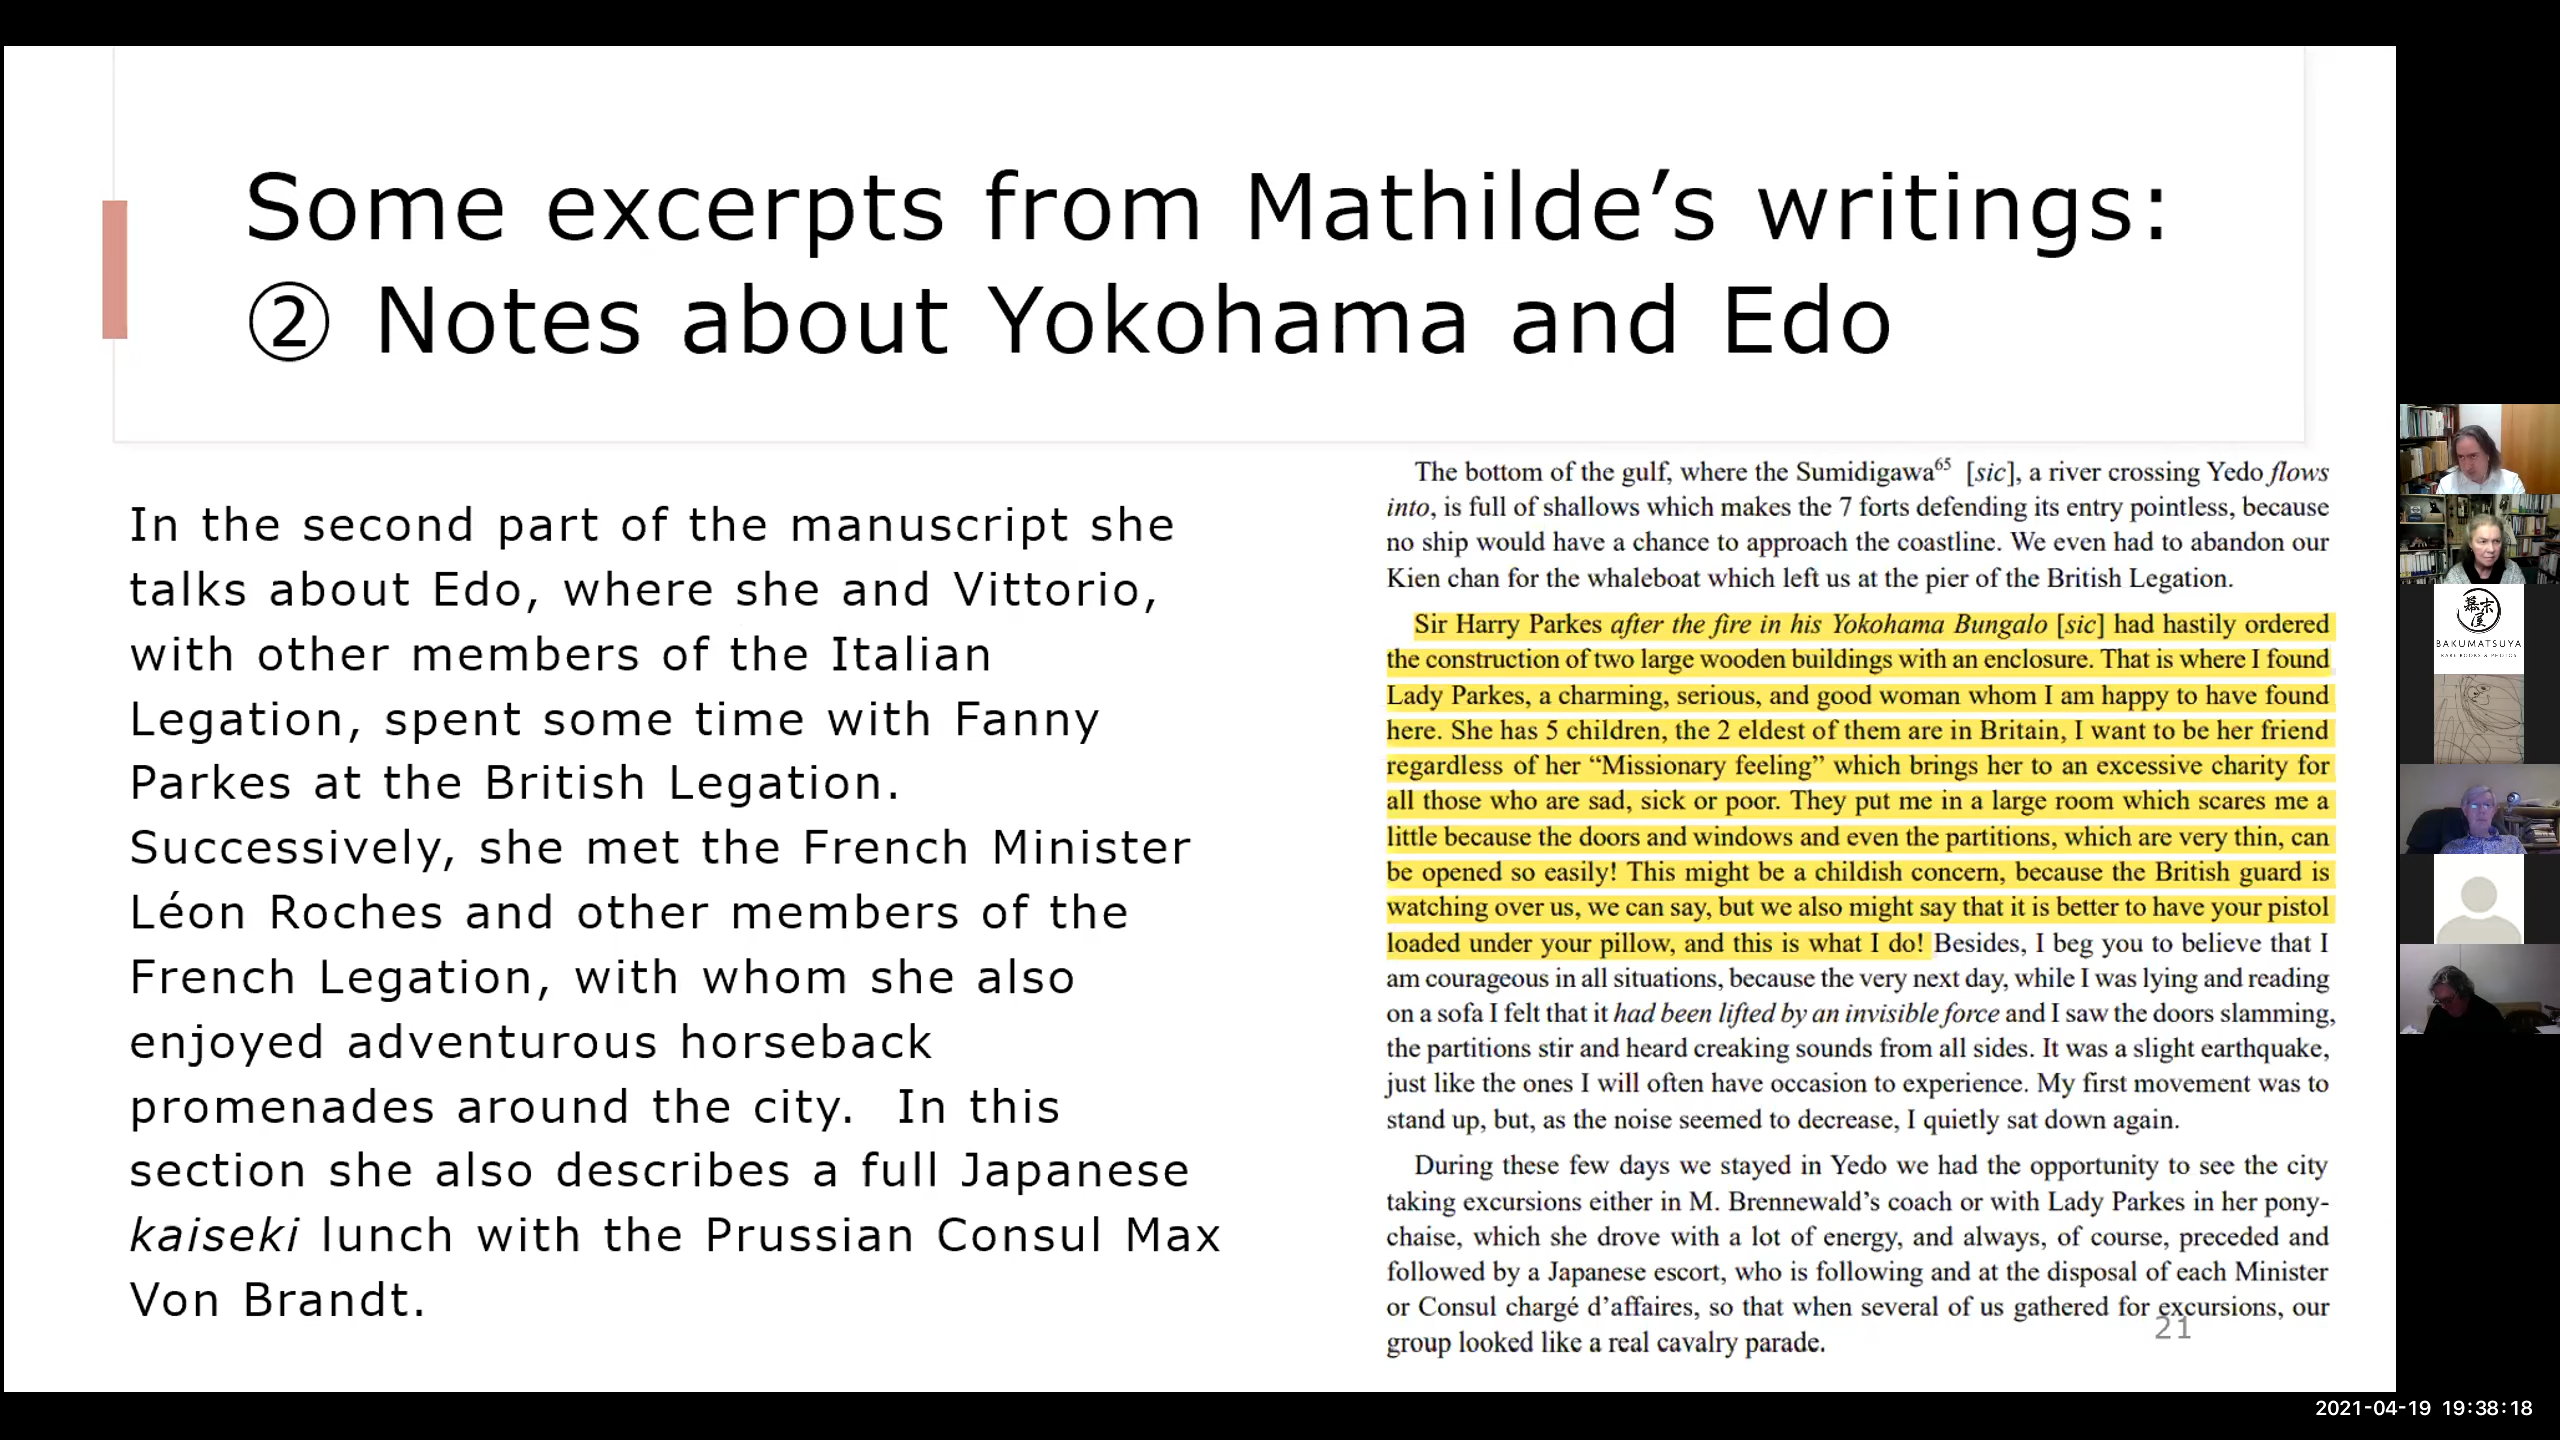 Some excerpts from Mathilde’s writings:
② Notes about Yokohama and Edo
In the second part of the manuscript she
talks about Edo, where she and Vittorio,
with other members of the Italian
Legation, spent some time with Fanny
Parkes at the British Legation.
Successively, she met the French Minister
Léon Roches and other members of the
French Legation, with whom she also
enjoyed adventurous horseback
promenades around the city. In this
section she also describes a full Japanese
kaiseki lunch with the Prussian Consul Max
Von Brandt.
The bottom of the gulf, where the Sumidigawa65 [sic], a river crossing Yedo flows
into, is full of shallows which makes the 7 forts defending its entry pointless, because
no ship would have a chance to approach the coastline. We even had to abandon our
Kien chan for the whaleboat which left us at the pier of the British Legation.
Sir Harry Parkes after the fire in his Yokohama Bungalo [sic] had hastily ordered
the construction of two large wooden buildings with an enclosure. That is where I found
Lady Parkes, a charming, serious, and good woman whom I am happy to have found
here. She has 5 children, the 2 eldest of them are in Britain, I want to be her friend
regardless of her “Missionary feeling” which brings her to an excessive charity for
all those who are sad, sick or poor. They put me in a large room which scares me a
little because the doors and windows and even the partitions, which are very thin, can
be opened so easily! This might be a childish concern, because the British guard is
watching over us, we can say, but we also might say that it is better to have your pistol
loaded under your pillow, and this is what I do! Besides, I beg you to believe that I
am courageous in all situations, because the very next day, while I was lying and reading
on a sofa I felt that it had been lifted by an invisible force and I saw the doors slamming,
the partitions stir and heard creaking sounds from all sides. It was a slight earthquake,
just like the ones I will often have occasion to experience. My first movement was to
stand up, but, as the noise seemed to decrease, I quietly sat down again.
During these few days we stayed in Yedo we had the opportunity to see the city
taking excursions either in M. Brennewald’s coach or with Lady Parkes in her pony-
chaise, which she drove with a lot of energy, and always, of course, preceded and
followed by a Japanese escort, who is following and at the disposal of each Minister
or Consul chargé d’affaires, so that when several of us gathered for excursions, our
group looked like a real cavalry parade.
21
幕末
屋
BAKUMATSUYA
RARE BOOKS & PHOTOS
2021-04-19 19:38:18